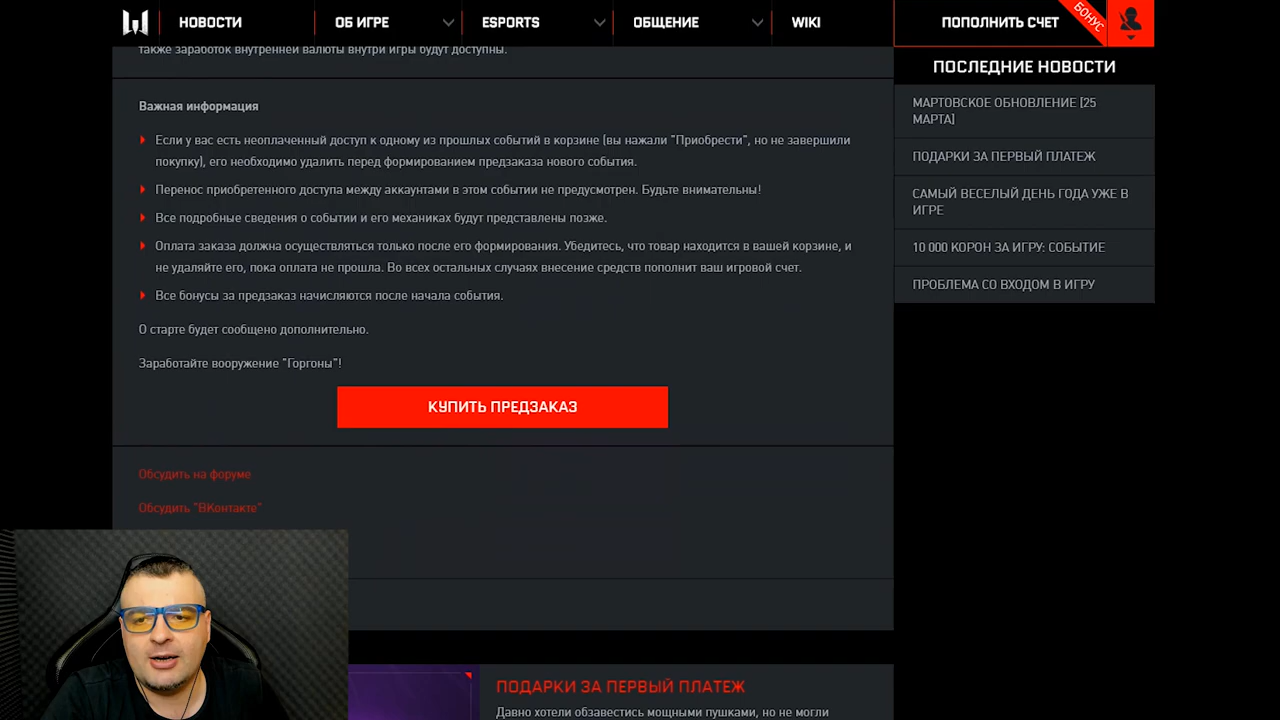 НОВОСТИ
ОБ ИГРЕ
ESPORTS
ОБЩЕНИЕ
WIKI
ПОПОЛНИТЬ СЧЕТ
БОНУС
также заработок внутренней валюты внутри игры будут доступны.
Важная информация
Если у вас есть неоплаченный доступ к одному из прошлых событий в корзине (вы нажали "Приобрести", но не завершили
покупку), его необходимо удалить перед формированием предзаказа нового события.
Перенос приобретенного доступа между аккаунтами в этом событии не предусмотрен. Будьте внимательны!
Все подробные сведения о событии и его механиках будут представлены позже.
Оплата заказа должна осуществляться только после его формирования. Убедитесь, что товар находится в вашей корзине, и
не удаляйте его, пока оплата не прошла. Во всех остальных случаях внесение средств пополнит ваш игровой счет.
Все бонусы за предзаказ начисляются после начала события.
О старте будет сообщено дополнительно.
Заработайте вооружение "Горгоны"!
КУПИТЬ ПРЕДЗАКАЗ
Обсудить на форуме
Обсудить "ВКонтакте"
ПОДАРКИ ЗА ПЕРВЫЙ ПЛАТЕЖ
Давно хотели обзавестись мощными пушками, но не могли
ПОСЛЕДНИЕ НОВОСТИ
МАРТОВСКОЕ ОБНОВЛЕНИЕ [25
МАРТА]
ПОДАРКИ ЗА ПЕРВЫЙ ПЛАТЕЖ
САМЫЙ ВЕСЕЛЫЙ ДЕНЬ ГОДА УЖЕ В
ИГРЕ
10 000 КОРОН ЗА ИГРУ: СОБЫТИЕ
ПРОБЛЕМА СО ВХОДОМ В ИГРУ